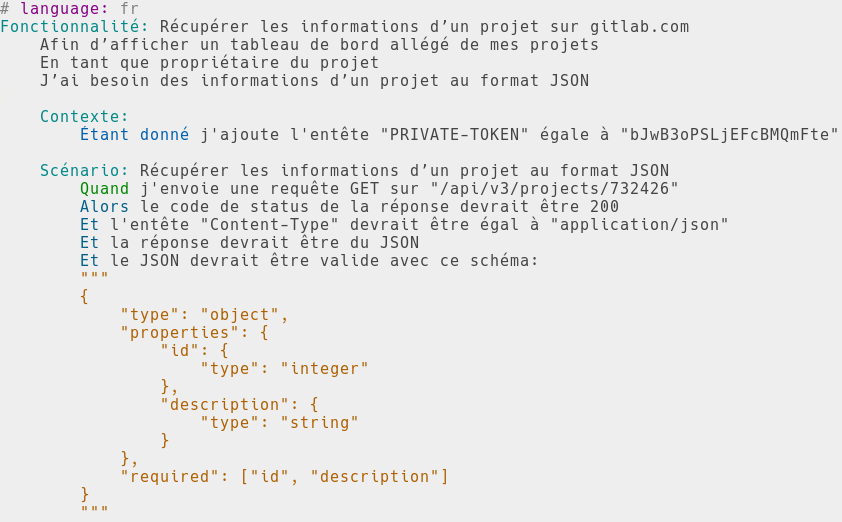 # language: fr
Fonctionnalité: Récupérer les informations d’un projet sur gitlab.com
    Afin d’afficher un tableau de bord allégé de mes projets
    En tant que propriétaire du projet
    J’ai besoin des informations d’un projet au format JSON

    Contexte:
        Étant donné j'ajoute l'entête "PRIVATE-TOKEN" égale à "bJwB3oPSLjEFcBMQmFte"

    Scénario: Récupérer les informations d’un projet au format JSON
        Quand j'envoie une requête GET sur "/api/v3/projects/732426"
        Alors le code de status de la réponse devrait être 200
        Et l'entête "Content-Type" devrait être égal à "application/json"
        Et la réponse devrait être du JSON
        Et le JSON devrait être valide avec ce schéma:
        """
        {
            "type": "object",
            "properties": {
                "id": {
                    "type": "integer"
                },
                "description": {
                    "type": "string"
                }
            },
            "required": ["id", "description"]
        }
        """